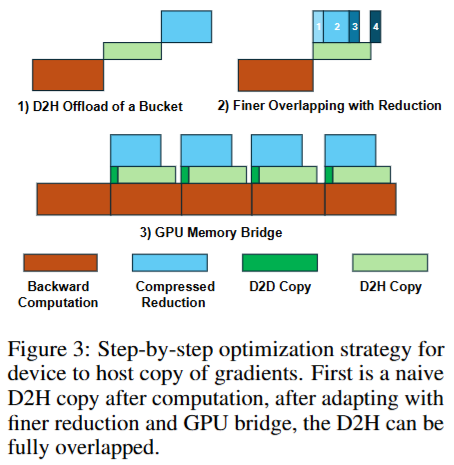 1 2 3 4
1) D2H Offload of a Bucket
2) Finer Overlapping with Reduction
3) GPU Memory Bridge
Backward
Computation
Compressed
Reduction
D2D Copy
D2H Copy
Figure 3: Step-by-step optimization strategy for
device to host copy of gradients. First is a naive
D2H copy after computation, after adapting with
finer reduction and GPU bridge, the D2H can be
fully overlapped.